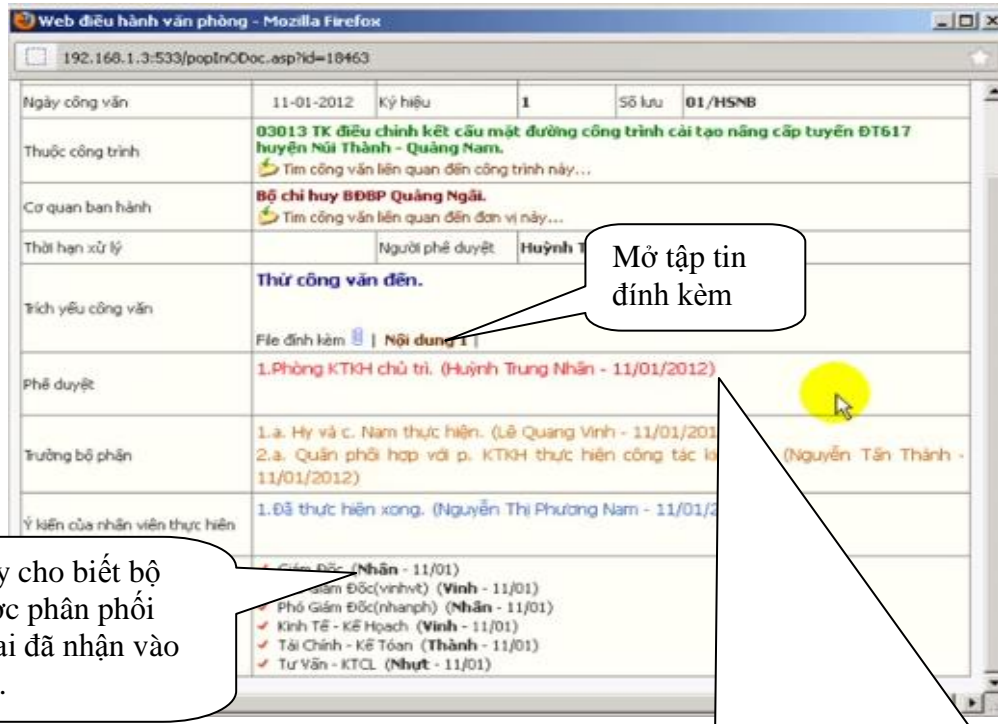 Web điều hành văn phòng - Mozilla Firefox
192.168.1.3:533/popInODoc.asp?id=18463
Ngày công văn 11-01-2012 Ký hiệu 1 Số lưu 01/HSNB
Thuộc công trình
03013 TK điều chỉnh kết cấu mặt đường công trình cải tạo nâng cấp tuyến ĐT617
huyện Núi Thành - Quảng Nam.
Tìm công văn liên quan đến công trình này...
Cơ quan ban hành
Bộ chỉ huy BĐBP Quảng Ngãi.
Tìm công văn liên quan đến đơn vị này...
Thời hạn xử lý Người phê duyệt Huỳnh T
Mở tập tin
đính kèm
Trích yếu công văn
Thử công văn đến.
File đính kèm | Nội dung 1 |
Phê duyệt
1.Phòng KTKH chủ trì. (Huỳnh Trung Nhân - 11/01/2012)
Trưởng bộ phận
1.a. Hy và c. Nam thực hiện. (Lê Quang Vinh - 11/01/201
2.a. Quân phối hợp với p. KTKH thực hiện công tác (Nguyễn Tấn Thành -
11/01/2012)
Ý kiến của nhân viên thực hiện
1.Đã thực hiện xong. (Nguyễn Thị Phương Nam - 11/01/2
y cho biết bộ
ợc phân phối
ai đã nhận vào
.
Giám Đốc (Nhân - 11/01)
Giám Đốc(vinhvt) (Vinh - 11/01)
Phó Giám Đốc(nhanph) (Nhân - 11/01)
Kinh Tế - Kế Hoạch (Vinh - 11/01)
Tài Chính - Kế Toán (Thành - 11/01)
Tư Vấn - KTCL (Nhựt - 11/01)